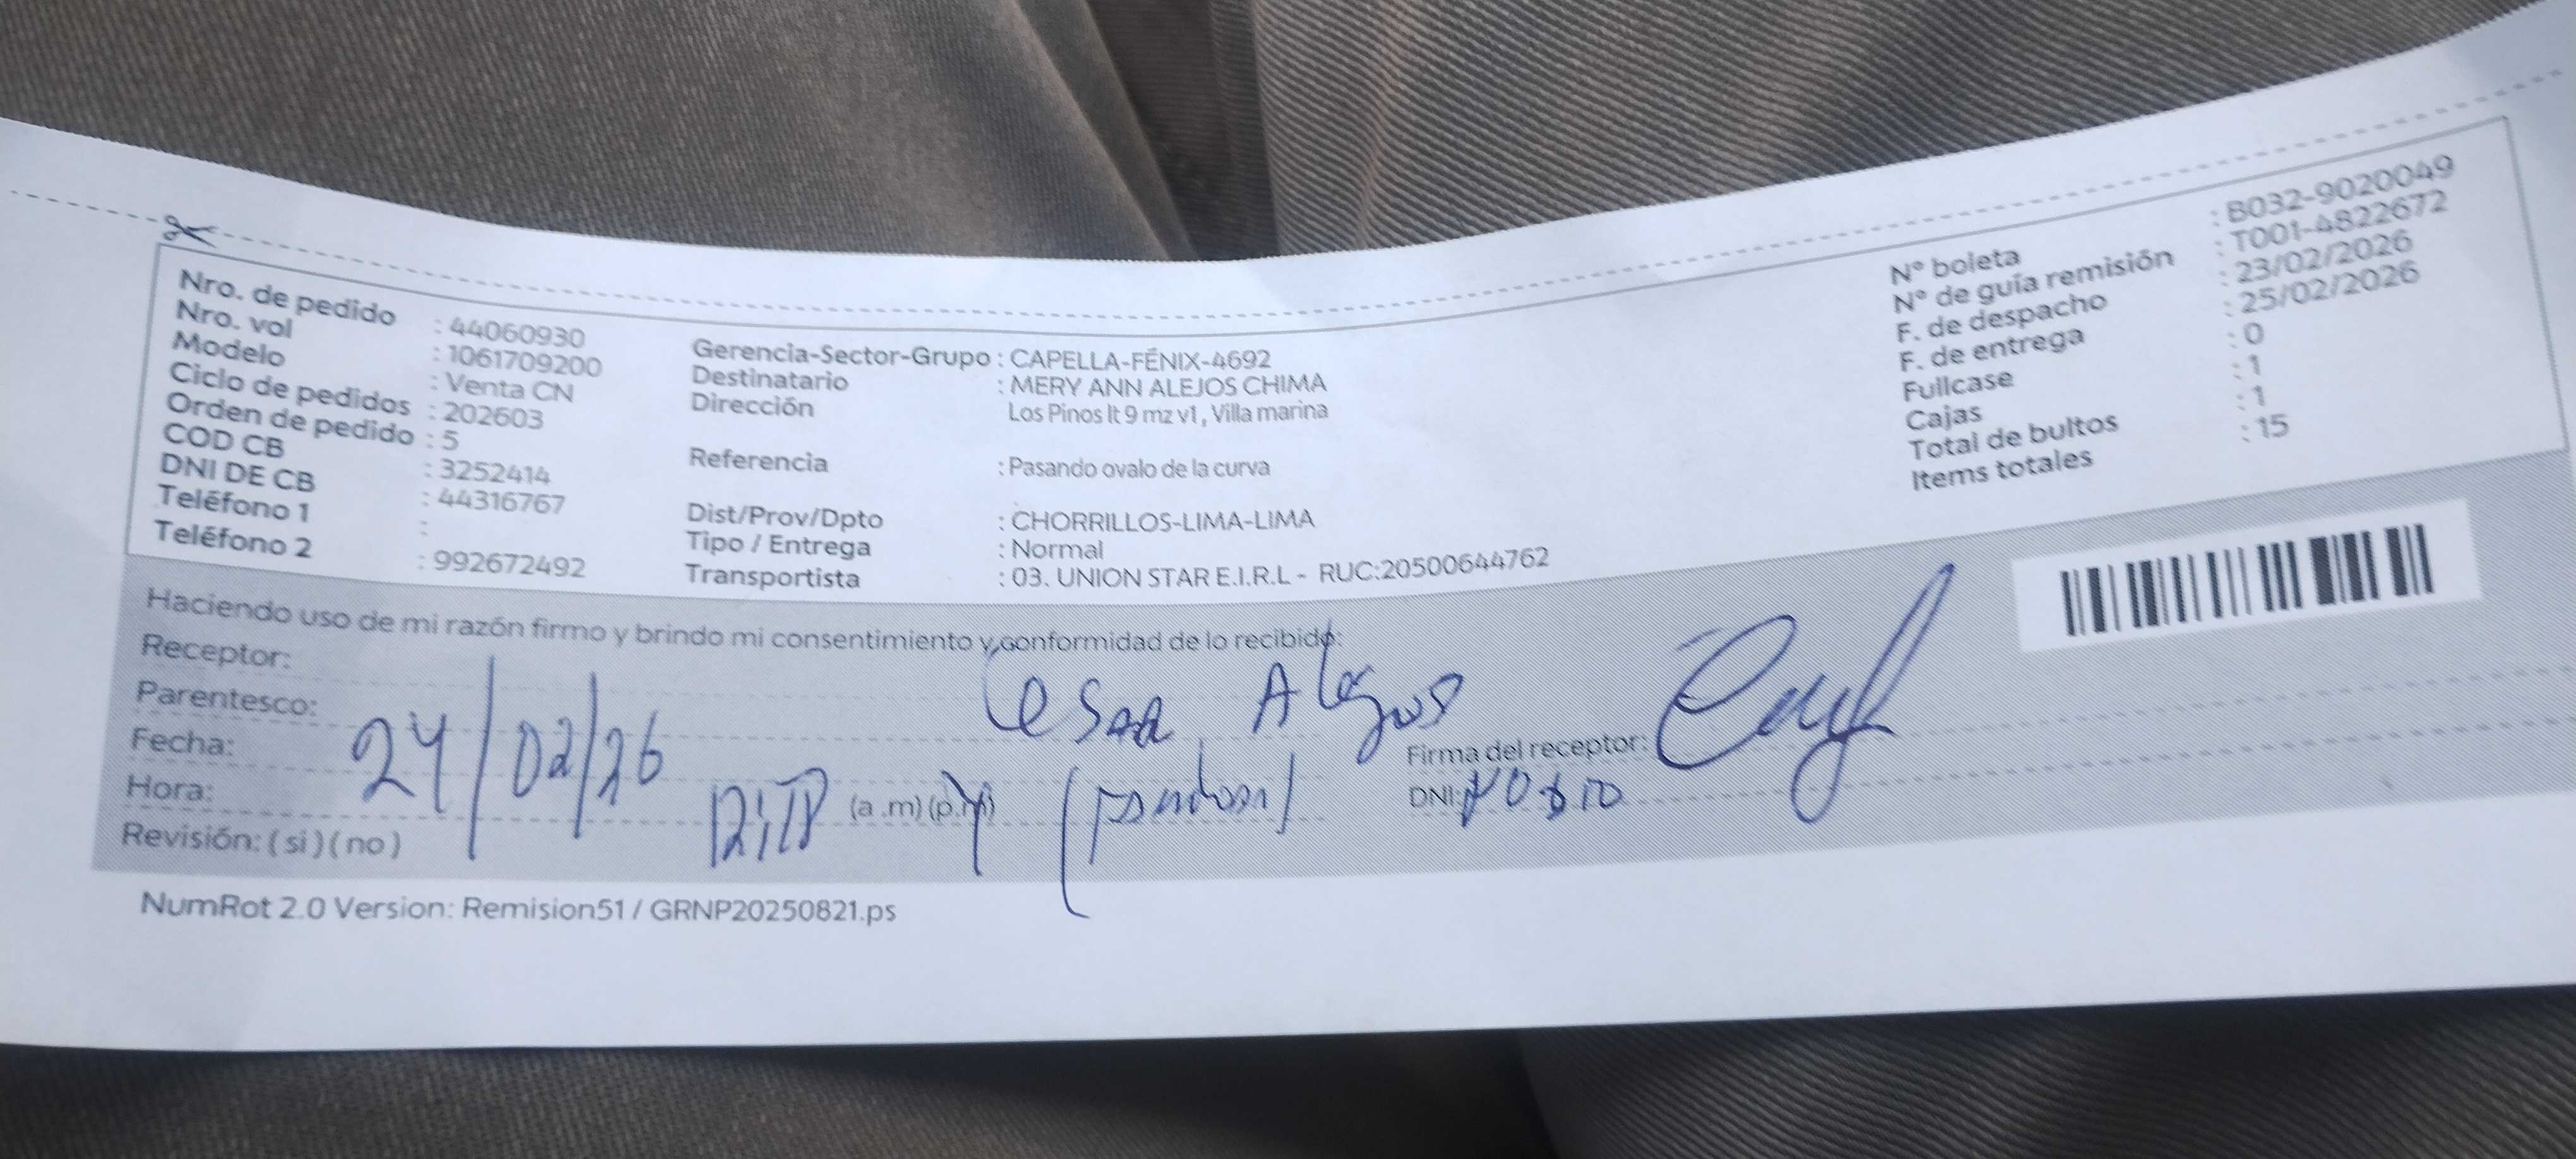 Nro. de pedido : 44060930
Nro. vol : 1061709200
Modelo : Venta CN
Ciclo de pedidos : 202603
Orden de pedido : 5
COD CB : 3252414
DNI DE CB : 44316767
Teléfono 1 :
Teléfono 2 : 992672492
Gerencia-Sector-Grupo : CAPELLA-FÉNIX-4692
Destinatario : MERY ANN ALEJOS CHIMA
Dirección Los Pinos lt 9 mz v1 , Villa marina
Referencia : Pasando ovalo de la curva
Dist/Prov/Dpto : CHORRILLOS-LIMA-LIMA
Tipo / Entrega : Normal
Transportista : 03. UNION STAR E.I.R.L - RUC:20500644762
N° boleta : B032-9020049
N° de guía remisión : T001-4822672
F. de despacho : 23/02/2026
F. de entrega : 25/02/2026
Fullcase : 0
Cajas : 1
Total de bultos : 1
Items totales : 15
Haciendo uso de mi razón firmo y brindo mi consentimiento y conformidad de lo recibido:
Receptor:
Cesar Alejos
Parentesco:
Fecha: 24/02/26
Hora: (a .m) (p.m)
Firma del receptor:
DNI:
Revisión: ( si ) ( no )
NumRot 2.0 Version: Remision51 / GRNP20250821.ps